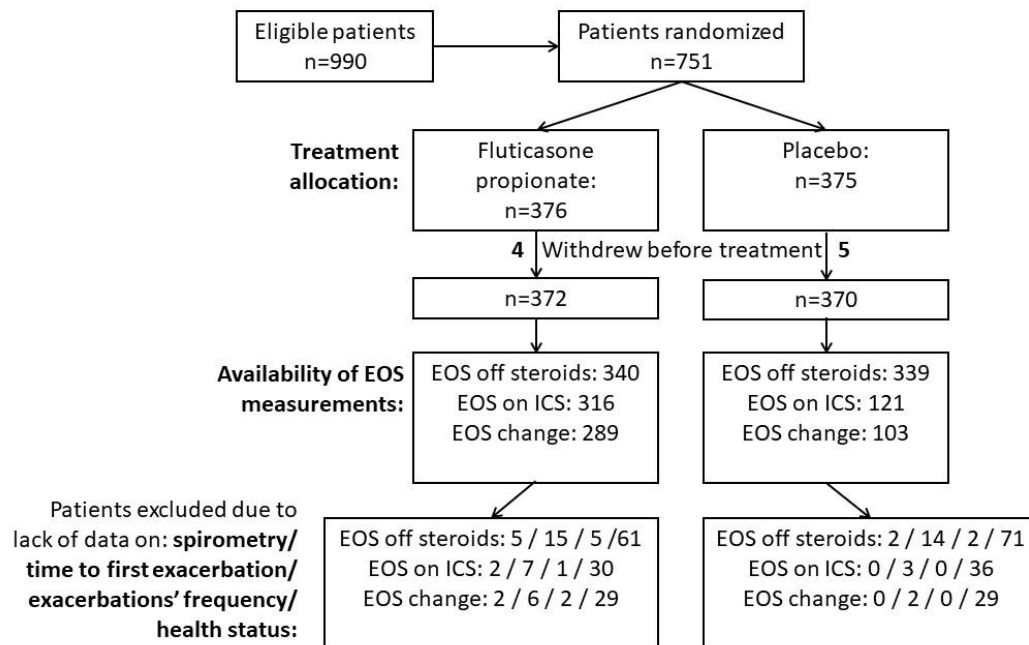 Eligible patients
n=990
Patients randomized
n=751
Treatment
allocation:
Fluticasone
propionate:
n=376
Placebo:
n=375
4 Withdrew before treatment 5
n=372
n=370
Availability of EOS
measurements:
EOS off steroids: 340
EOS on ICS: 316
EOS change: 289
EOS off steroids: 339
EOS on ICS: 121
EOS change: 103
Patients excluded due to
lack of data on: spirometry/
time to first exacerbation/
exacerbations’ frequency/
health status:
EOS off steroids: 5 / 15 / 5 /61
EOS on ICS: 2 / 7 / 1 / 30
EOS change: 2 / 6 / 2 / 29
EOS off steroids: 2 / 14 / 2 / 71
EOS on ICS: 0 / 3 / 0 / 36
EOS change: 0 / 2 / 0 / 29